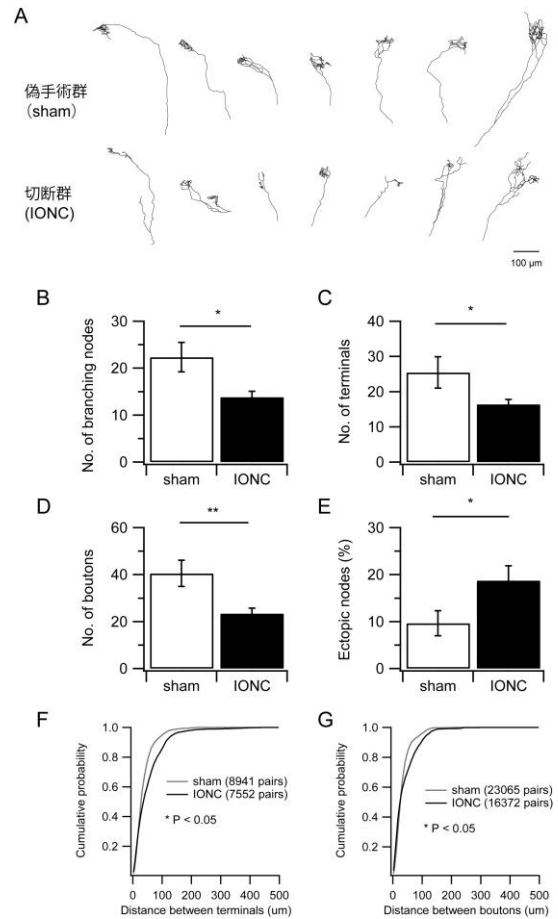 A
偽手術群
(sham)
切断群
(IONC)
100 µm
B
No. of branching nodes
30
20
10
0
*
sham IONC
C
No. of terminals
40
30
20
10
0
*
sham IONC
D
No. of boutons
60
40
20
0
**
sham IONC
E
Ectopic nodes (%)
30
20
10
0
*
sham IONC
F
Cumulative probability
1.0
0.8
0.6
0.4
0.2
sham (8941 pairs)
IONC (7552 pairs)
* P < 0.05
0 100 200 300 400 500
Distance between terminals (um)
G
Cumulative probability
1.0
0.8
0.6
0.4
0.2
sham (23065 pairs)
IONC (16372 pairs)
* P < 0.05
0 100 200 300 400 500
Distance between boutons (um)